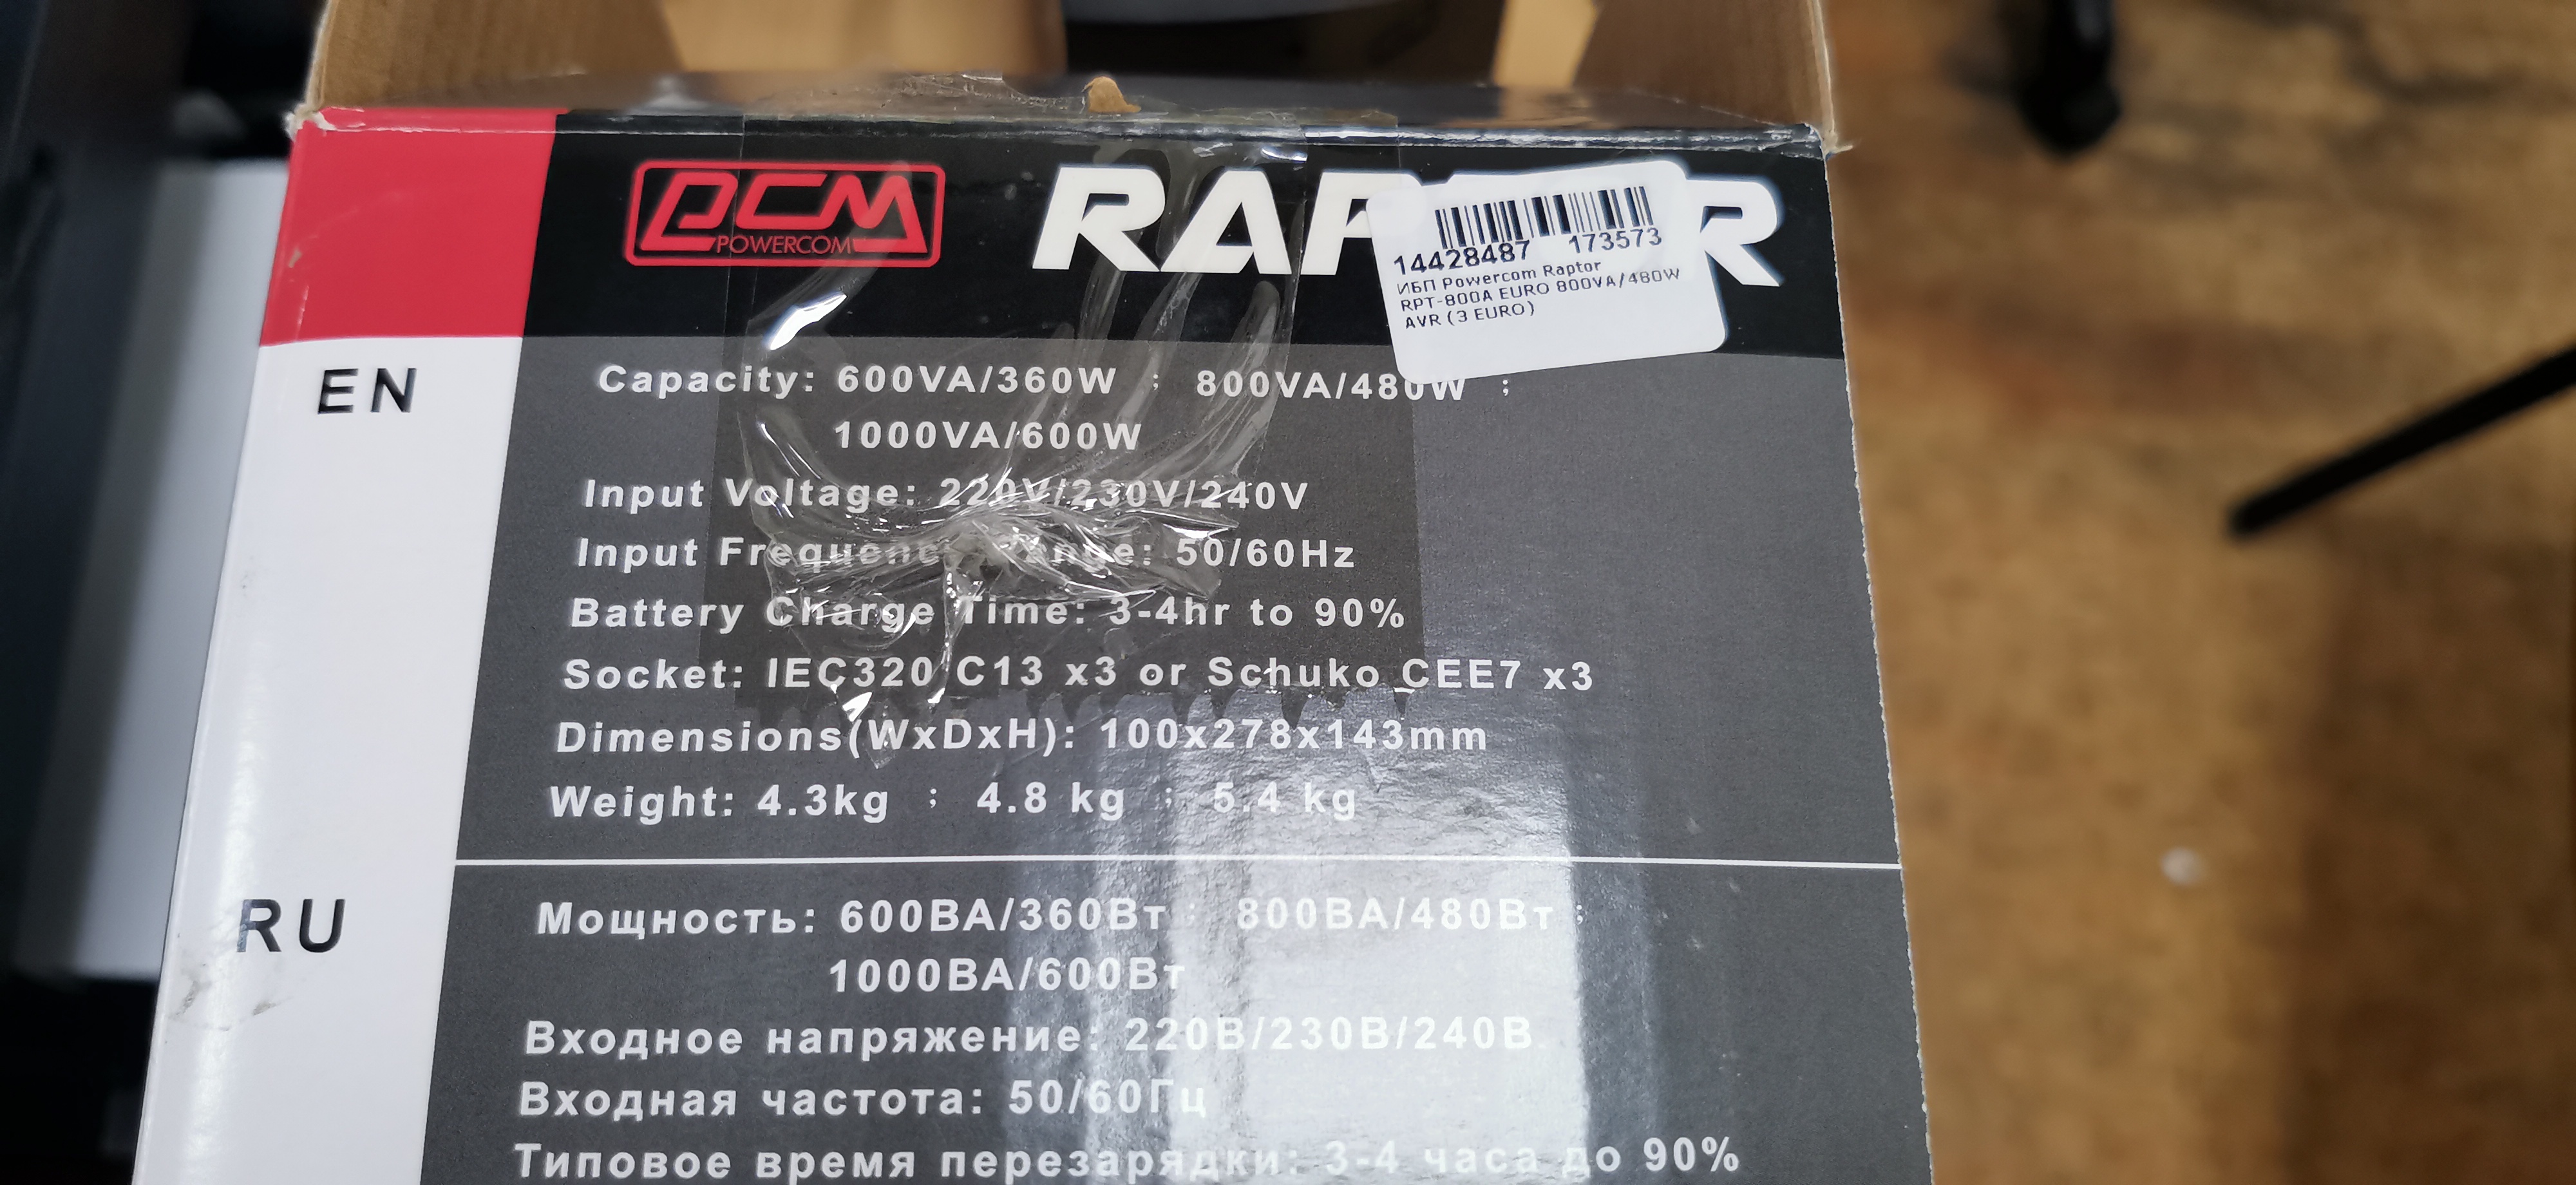 PCM
POWERCOM
14428487 173573
ИБП Powercom Raptor
RPT-800A EURO 800VA/480W
AVR (3 EURO)
EN
Capacity: 600VA/360W ; 800VA/480W ;
1000VA/600W
Input Voltage: 220V/230V/240V
Input Frequency Range: 50/60Hz
Battery Charge Time: 3-4hr to 90%
Socket: IEC320 C13 x3 or Schuko CEE7 x3
Dimensions(WxDxH): 100x278x143mm
Weight: 4.3kg ; 4.8 kg ; 5.4 kg
RU
Мощность: 600ВА/360Вт ; 800ВА/480Вт ;
1000ВА/600Вт
Входное напряжение: 220В/230В/240В
Входная частота: 50/60Гц
Типовое время перезарядки: 3-4 часа до 90%